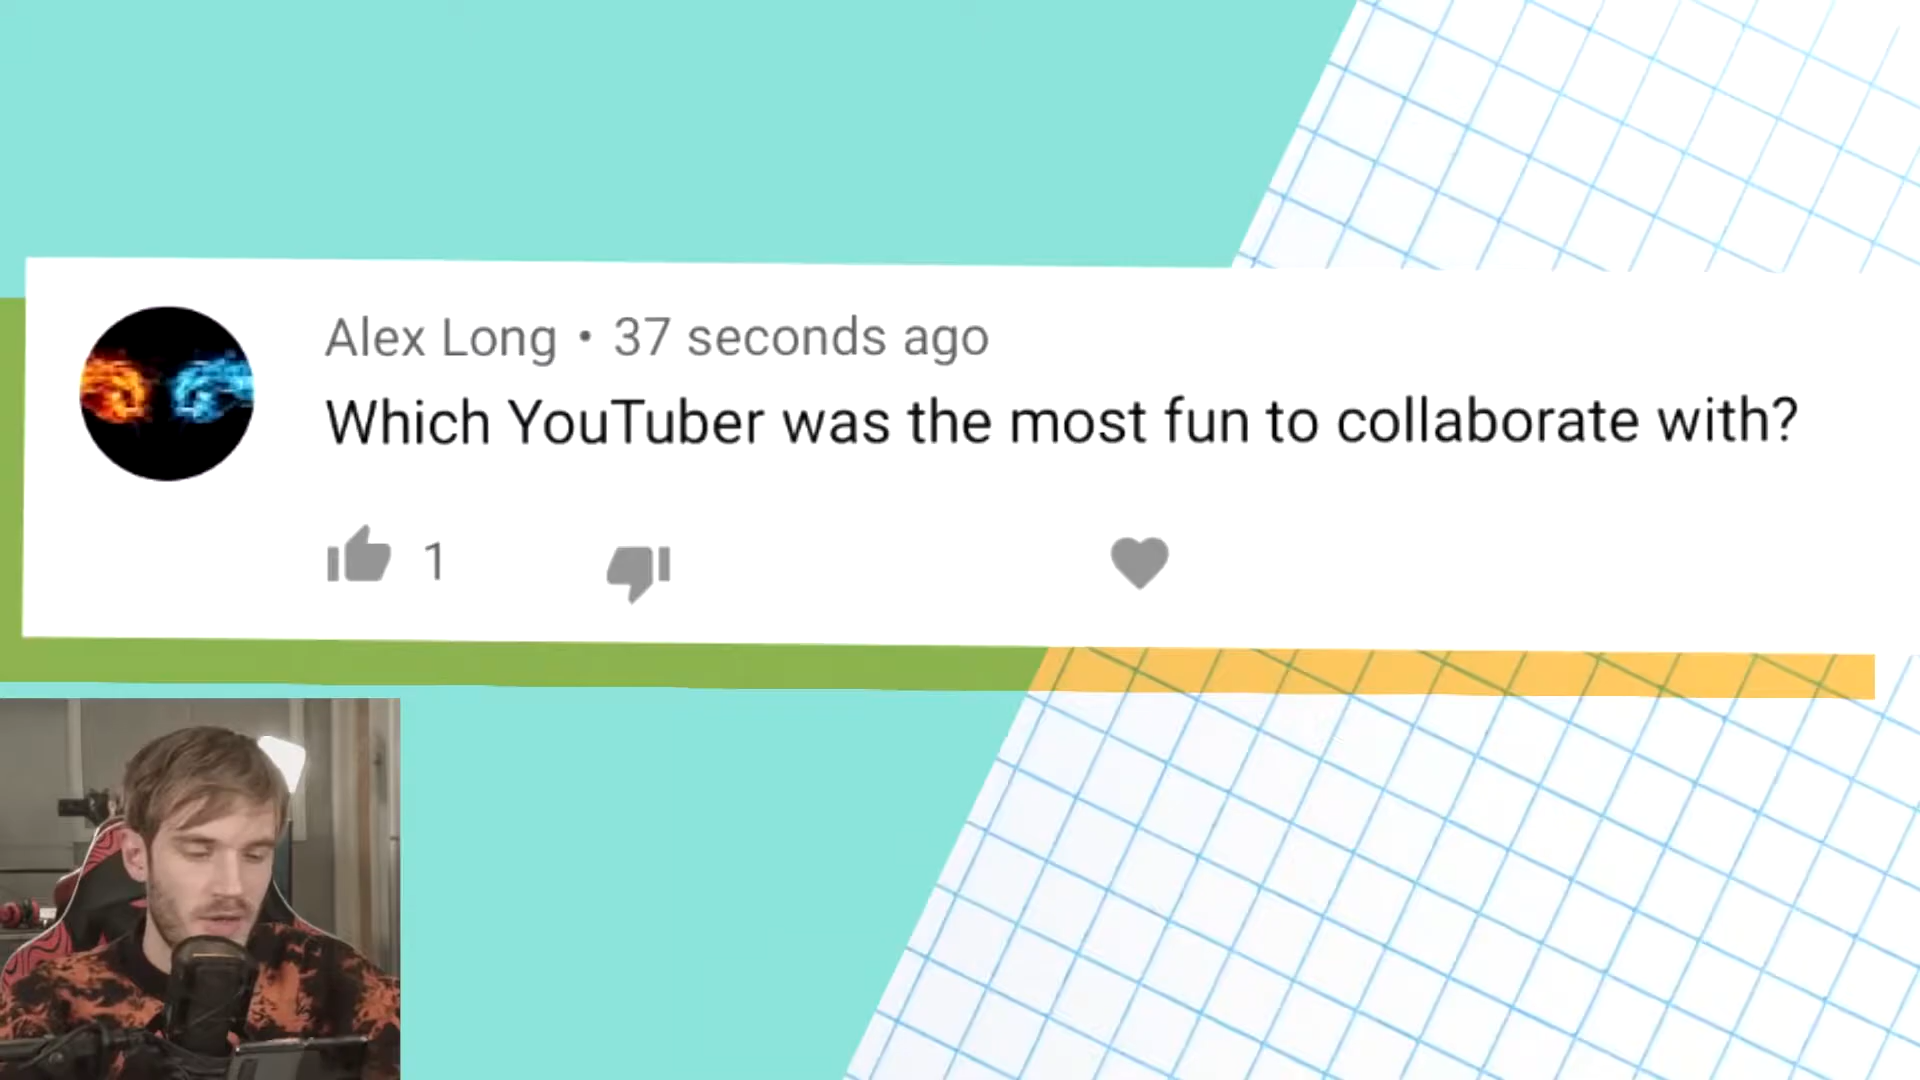 Alex Long • 37 seconds ago
Which YouTuber was the most fun to collaborate with?
1